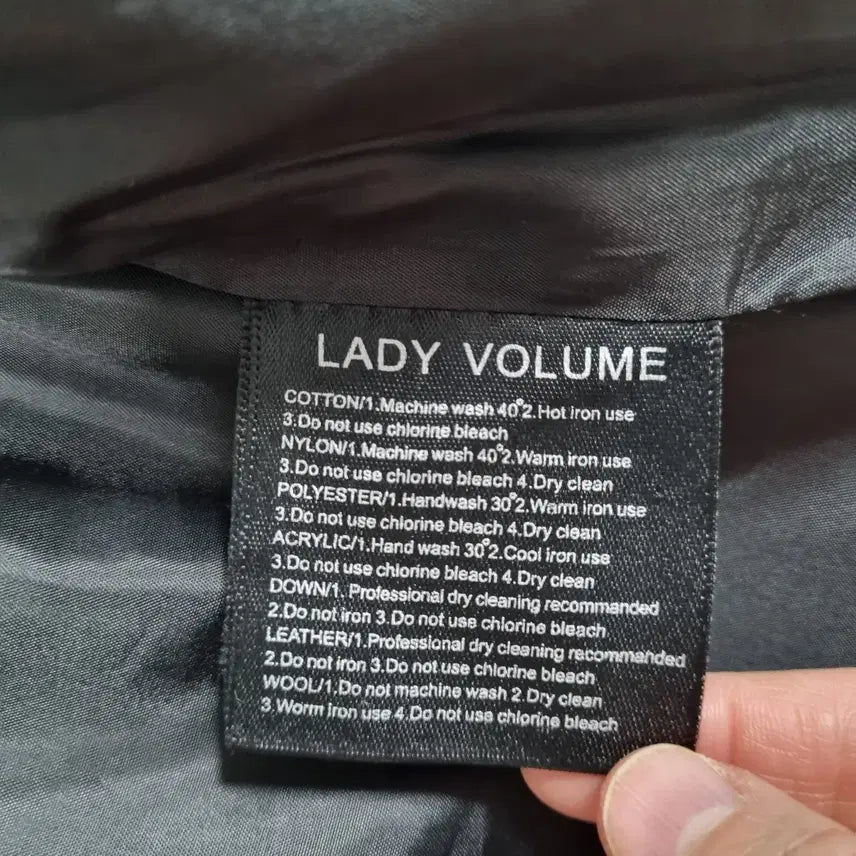 LADY VOLUME
COTTON/1.Machine wash 40°2.Hot iron use
3.Do not use chlorine bleach
NYLON/1.Machine wash 40°2.Warm iron use
3.Do not use chlorine bleach 4.Dry clean
POLYESTER/1.Handwash 30°2.Warm iron use
3.Do not use chlorine bleach 4.Dry clean
ACRYLIC/1.Hand wash 30°2.Cool iron use
3.Do not use chlorine bleach 4.Dry clean
DOWN/1. Professional dry cleaning recommanded
2.Do not iron 3.Do not use chlorine bleach
LEATHER/1.Professional dry cleaning recommanded
2.Do not iron 3.Do not use chlorine bleach
WOOL/1.Do not machine wash 2.Dry clean
3.Worm iron use 4.Do not use chlorine bleach